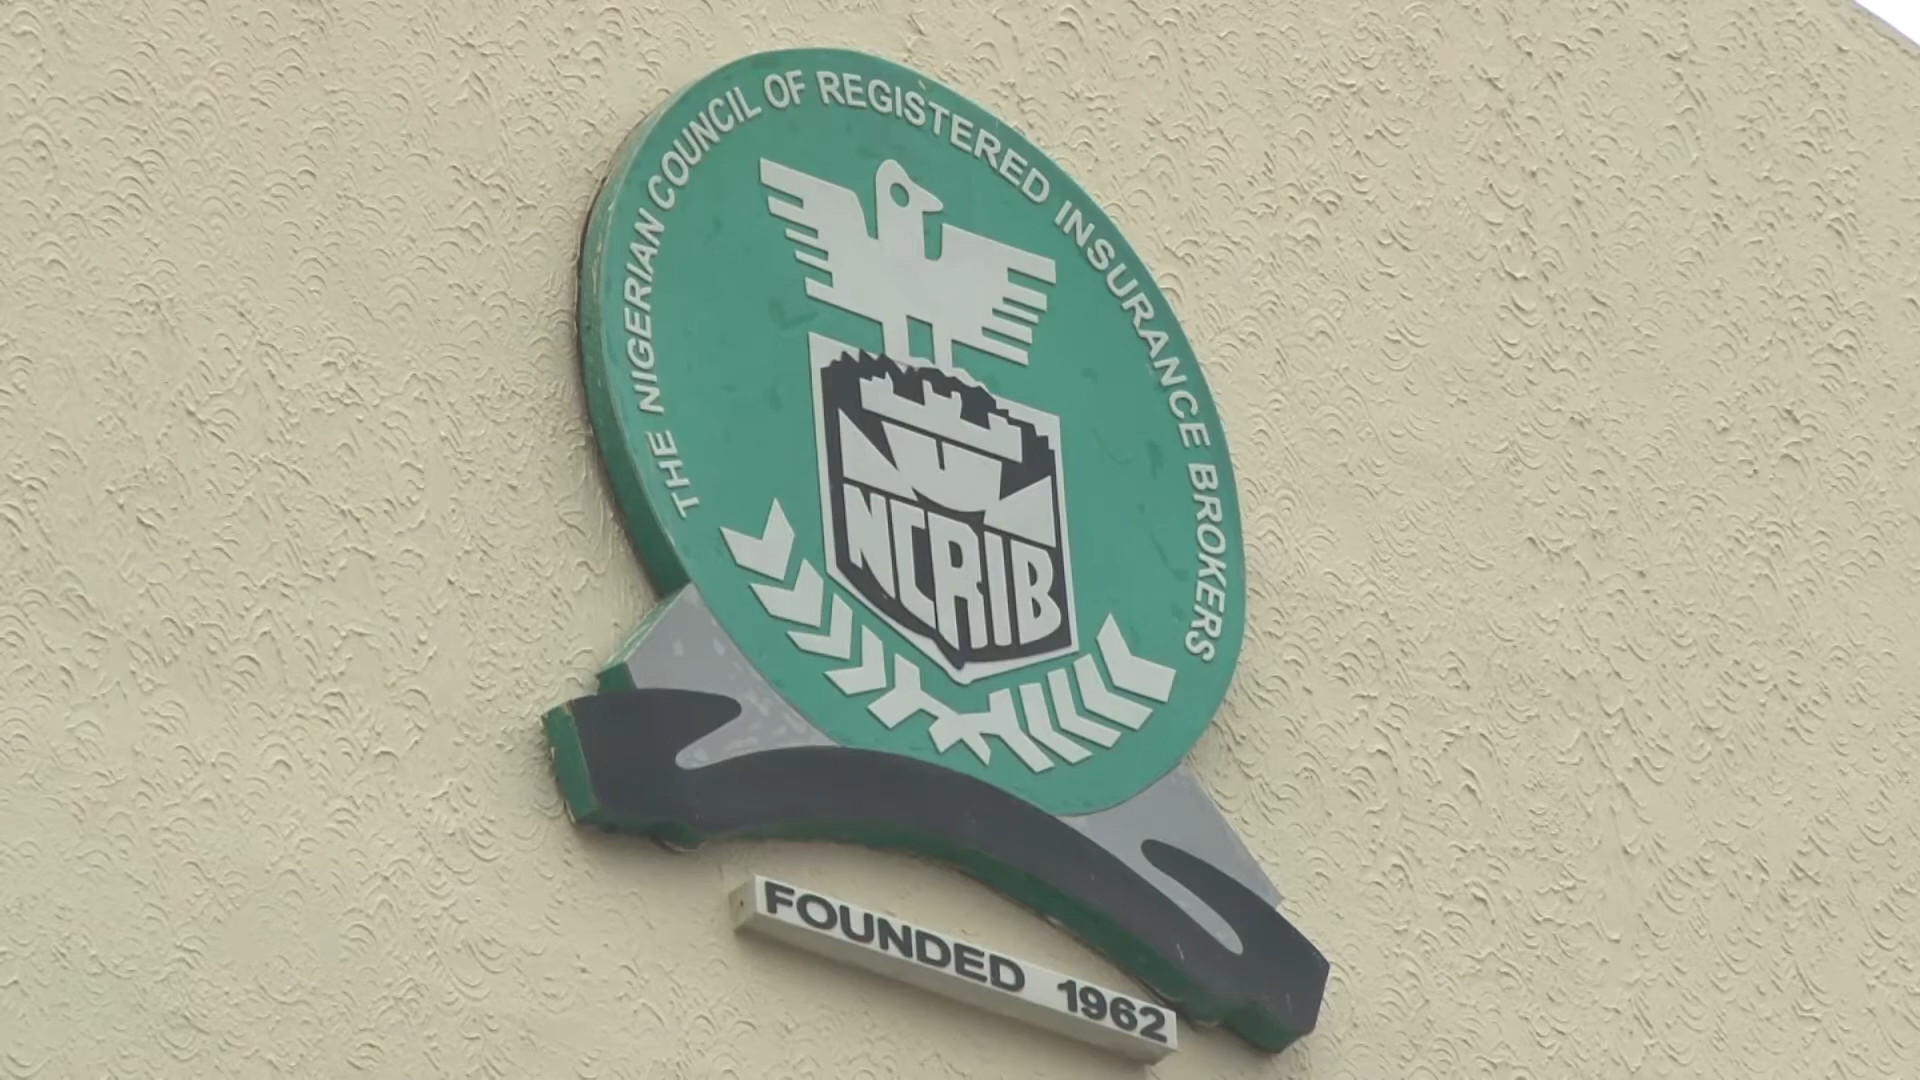 THE NIGERIAN COUNCIL OF REGISTERED INSURANCE BROKERS
NCRIB
FOUNDED 1962